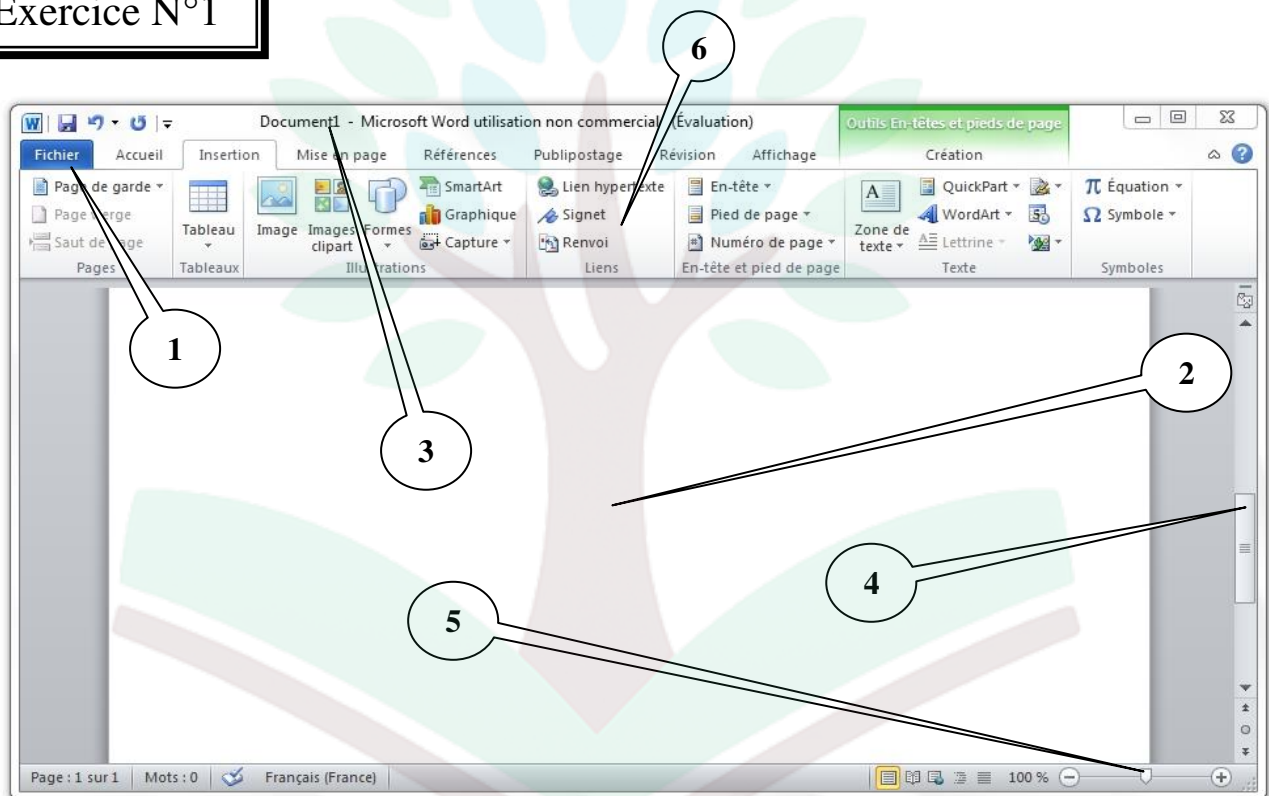 Exercice N°1
6
Document1 - Microsoft Word utilisation non commerciale (Évaluation)
Outils En-têtes et pieds de page
Fichier Accueil Insertion Mise en page Références Publipostage Révision Affichage Création
Page de garde
Page vierge
Saut de page
Pages
Tableau
Tableaux
Image
Images clipart
Formes
SmartArt
Graphique
Capture
Illustrations
Lien hypertexte
Signet
Renvoi
Liens
En-tête
Pied de page
Numéro de page
En-tête et pied de page
Zone de texte
QuickPart
WordArt
Lettrine
Texte
π Équation
Ω Symbole
Symboles
1
2
3
4
5
Page : 1 sur 1 Mots : 0 Français (France) 100 %